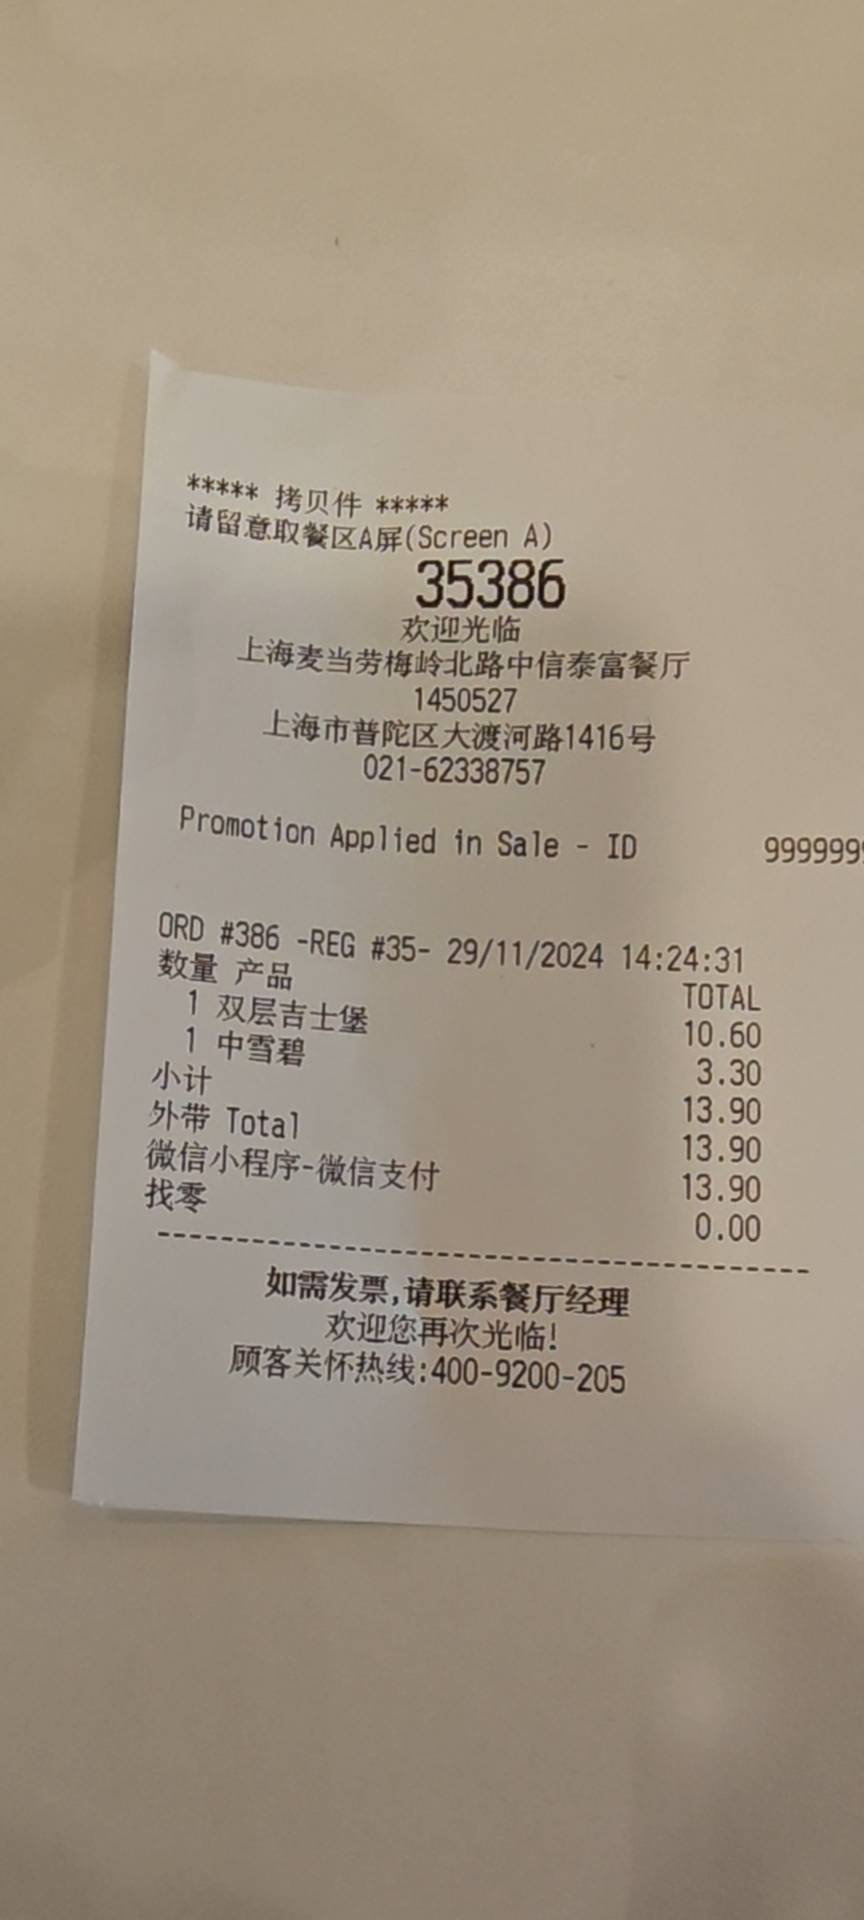 ***** 拷贝件 *****
请留意取餐区A屏(Screen A)
35386
欢迎光临
上海麦当劳梅岭北路中信泰富餐厅
1450527
上海市普陀区大渡河路1416号
021-62338757
Promotion Applied in Sale - ID 9999999
ORD #386 -REG #35- 29/11/2024 14:24:31
数量 产品 TOTAL
1 双层吉士堡 10.60
1 中雪碧 3.30
小计 13.90
外带 Total 13.90
微信小程序-微信支付 13.90
找零 0.00
如需发票,请联系餐厅经理
欢迎您再次光临!
顾客关怀热线:400-9200-205